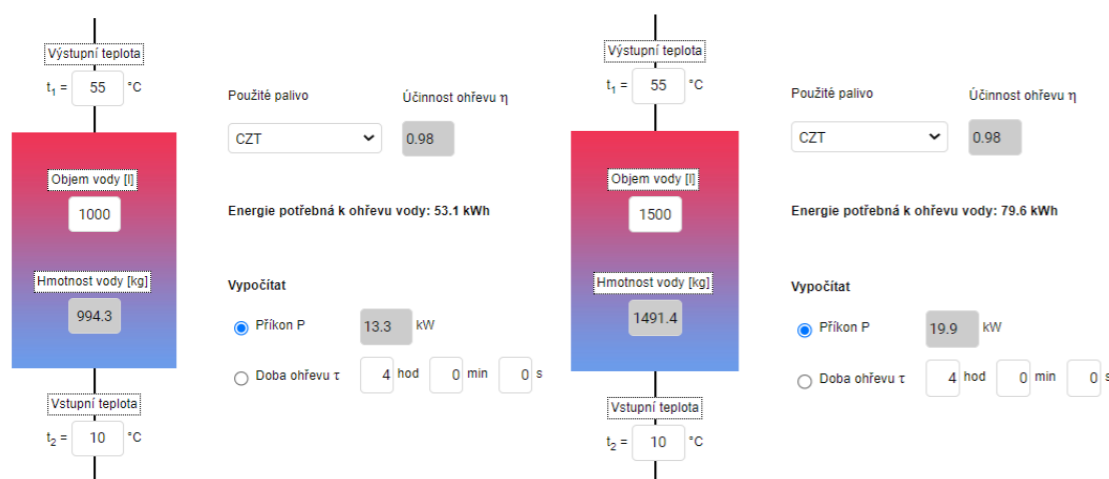 Výstupní teplota
t₁ = 55 °C
Použité palivo Účinnost ohřevu η
CZT 0.98
Objem vody [l]
1000
Energie potřebná k ohřevu vody: 53.1 kWh
Hmotnost vody [kg]
994.3
Vypočítat
Příkon P 13.3 kW
Doba ohřevu τ 4 hod 0 min 0 s
Vstupní teplota
t₂ = 10 °C
Výstupní teplota
t₁ = 55 °C
Použité palivo Účinnost ohřevu η
CZT 0.98
Objem vody [l]
1500
Energie potřebná k ohřevu vody: 79.6 kWh
Hmotnost vody [kg]
1491.4
Vypočítat
Příkon P 19.9 kW
Doba ohřevu τ 4 hod 0 min 0 s
Vstupní teplota
t₂ = 10 °C